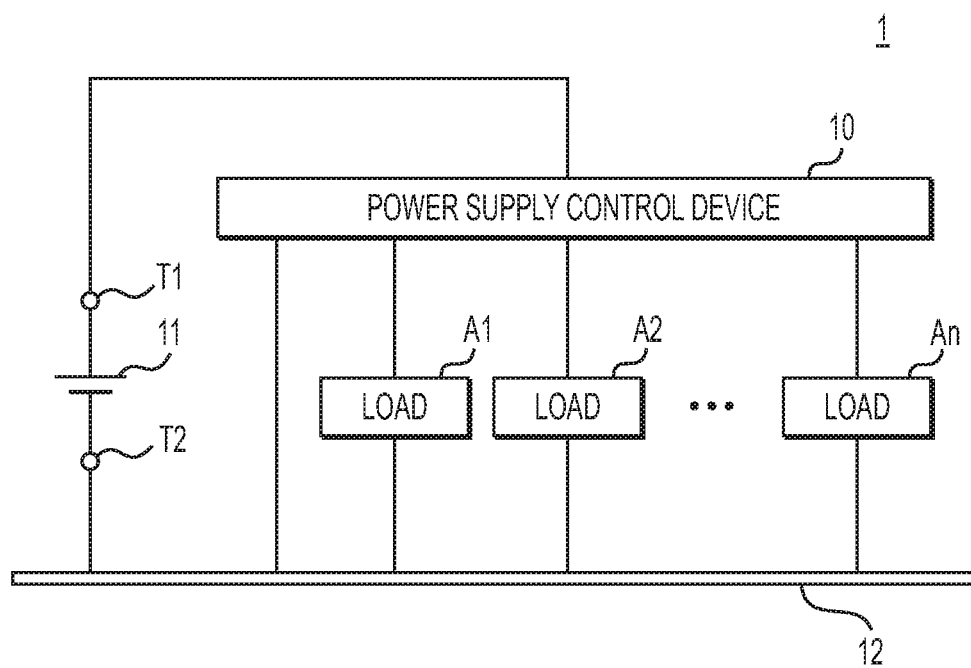 1
10
POWER SUPPLY CONTROL DEVICE
T1
11
A1
A2
An
LOAD
LOAD
•••
LOAD
T2
12